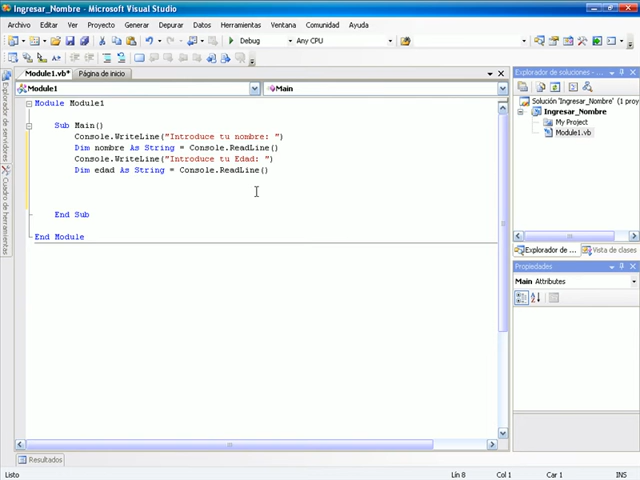 Ingresar_Nombre - Microsoft Visual Studio
Archivo Editar Ver Proyecto Generar Depurar Datos Herramientas Ventana Comunidad Ayuda
Debug Any CPU
Module1.vb* Página de inicio
Module1 Main
Module Module1
Sub Main()
Console.WriteLine("Introduce tu nombre: ")
Dim nombre As String = Console.ReadLine()
Console.WriteLine("Introduce tu Edad: ")
Dim edad As String = Console.ReadLine()
End Sub
End Module
Explorador de servidores
Cuadro de herramientas
Explorador de soluciones - Ingresar_N...
Solución 'Ingresar_Nombre' (1 proy
Ingresar_Nombre
My Project
Module1.vb
Explorador de ... Vista de clases
Propiedades
Main Attributes
Resultados
Listo Lín 8 Col 1 Car 1 INS